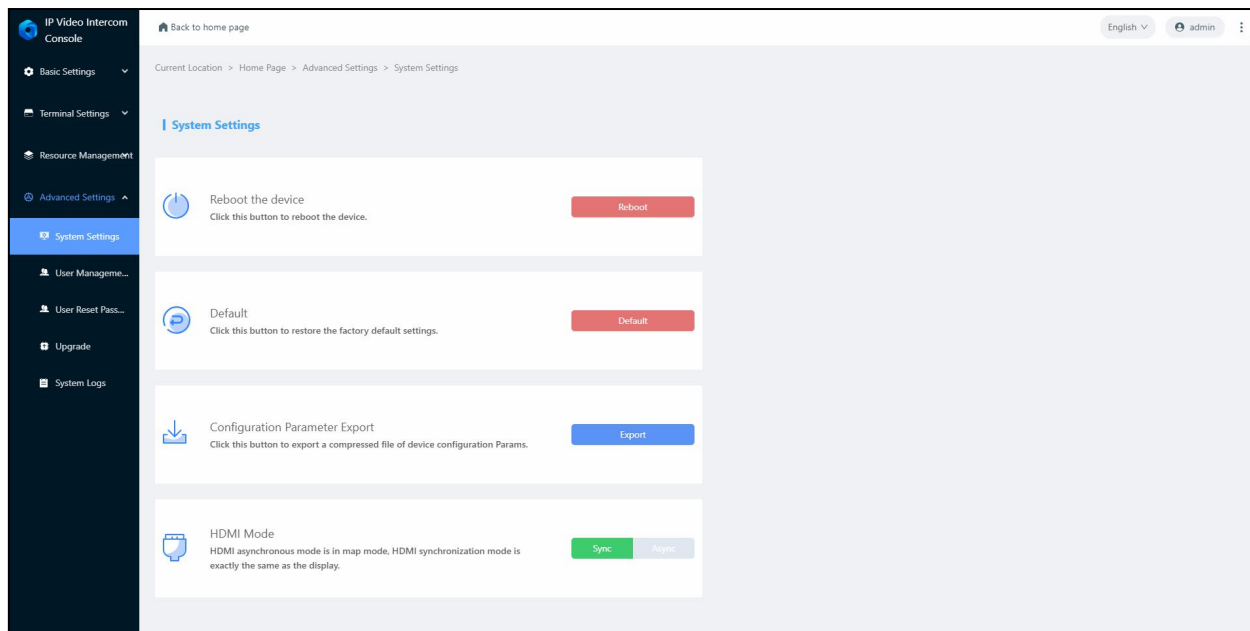 IP Video Intercom
Console
Back to home page
English
admin
Basic Settings
Current Location > Home Page > Advanced Settings > System Settings
Terminal Settings
System Settings
Resource Management
Advanced Settings
Reboot the device
Click this button to reboot the device.
Reboot
System Settings
User Manageme...
User Reset Pass...
Upgrade
System Logs
Default
Click this button to restore the factory default settings.
Default
Configuration Parameter Export
Click this button to export a compressed file of device configuration Params.
Export
HDMI Mode
HDMI asynchronous mode is in map mode, HDMI synchronization mode is
exactly the same as the display.
Sync
Async